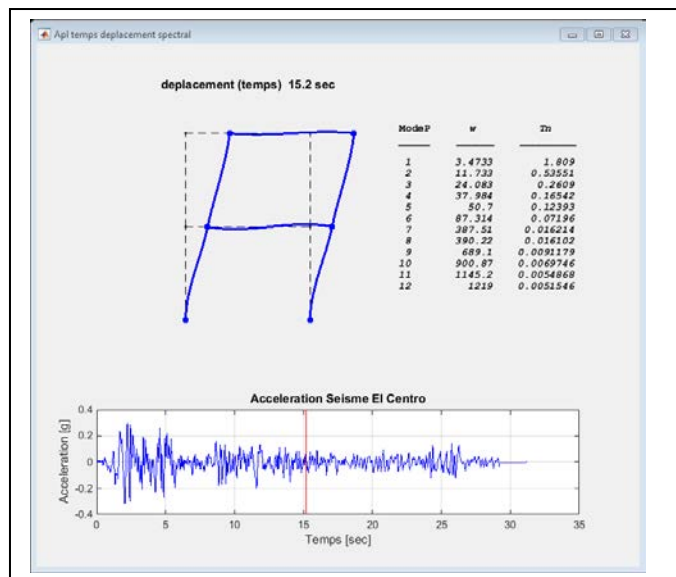 Apl temps deplacement spectral
deplacement (temps) 15.2 sec
ModeP w Tn
1 3.4733 1.809
2 11.733 0.53551
3 24.083 0.2609
4 37.984 0.16542
5 50.7 0.12393
6 87.314 0.07196
7 387.51 0.016214
8 390.22 0.016102
9 689.1 0.0091179
10 900.87 0.0069746
11 1145.2 0.0054868
12 1219 0.0051546
Acceleration Seisme El Centro
Acceleration [g]
0.4
0.2
0
-0.2
-0.4
0 5 10 15 20 25 30 35
Temps [sec]